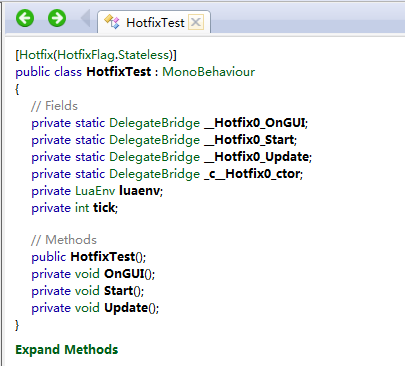 HotfixTest
[Hotfix(HotfixFlag.Stateless)]
public class HotfixTest : MonoBehaviour
{
// Fields
private static DelegateBridge __Hotfix0_OnGUI;
private static DelegateBridge __Hotfix0_Start;
private static DelegateBridge __Hotfix0_Update;
private static DelegateBridge _c__Hotfix0_ctor;
private LuaEnv luaenv;
private int tick;
// Methods
public HotfixTest();
private void OnGUI();
private void Start();
private void Update();
}
Expand Methods